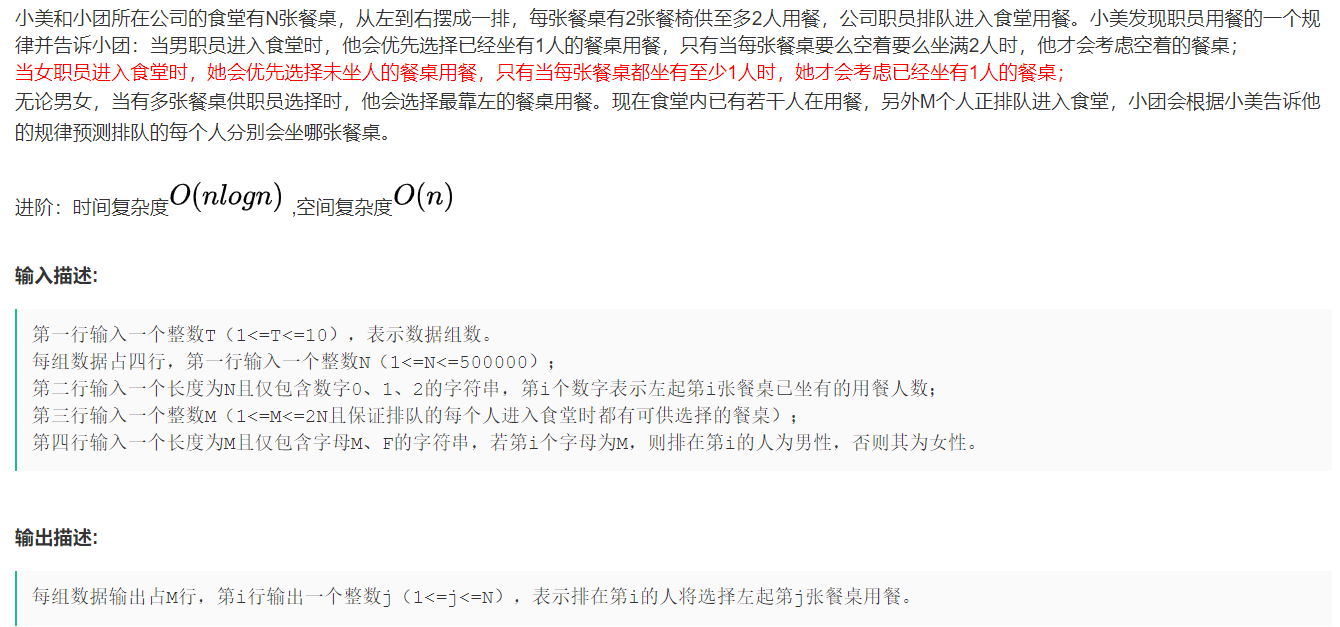 小美和小团所在公司的食堂有N张餐桌，从左到右摆成一排，每张餐桌有2张餐椅供至多2人用餐，公司职员排队进入食堂用餐。小美发现职员用餐的一个规
律并告诉小团：当男职员进入食堂时，他会优先选择已经坐有1人的餐桌用餐，只有当每张餐桌要么空着要么坐满2人时，他才会考虑空着的餐桌；
当女职员进入食堂时，她会优先选择未坐人的餐桌用餐，只有当每张餐桌都坐有至少1人时，她才会考虑已经坐有1人的餐桌；
无论男女，当有多张餐桌供职员选择时，他会选择最靠左的餐桌用餐。现在食堂内已有若干人在用餐，另外M个人正排队进入食堂，小团会根据小美告诉他
的规律预测排队的每个人分别会坐哪张餐桌。
进阶：时间复杂度O(nlogn) ,空间复杂度O(n)
输入描述:
第一行输入一个整数T（1<=T<=10），表示数据组数。
每组数据占四行，第一行输入一个整数N（1<=N<=500000）；
第二行输入一个长度为N且仅包含数字0、1、2的字符串，第i个数字表示左起第i张餐桌已坐有的用餐人数；
第三行输入一个整数M（1<=M<=2N且保证排队的每个人进入食堂时都有可供选择的餐桌）；
第四行输入一个长度为M且仅包含字母M、F的字符串，若第i个字母为M，则排在第i的人为男性，否则其为女性。
输出描述:
每组数据输出占M行，第i行输出一个整数j（1<=j<=N），表示排在第i的人将选择左起第j张餐桌用餐。